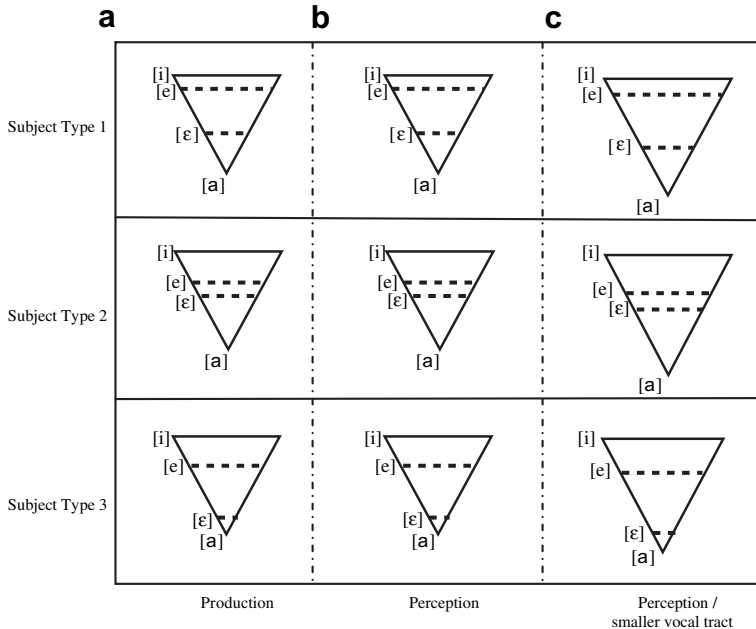 a b c
Subject Type 1
[i]
[e]
[ε]
[a]
[i]
[e]
[ε]
[a]
[i]
[e]
[ε]
[a]
Subject Type 2
[i]
[e]
[ε]
[a]
[i]
[e]
[ε]
[a]
[i]
[e]
[ε]
[a]
Subject Type 3
[i]
[e]
[ε]
[a]
[i]
[e]
[ε]
[a]
[i]
[e]
[ε]
[a]
Production
Perception
Perception /
smaller vocal tract